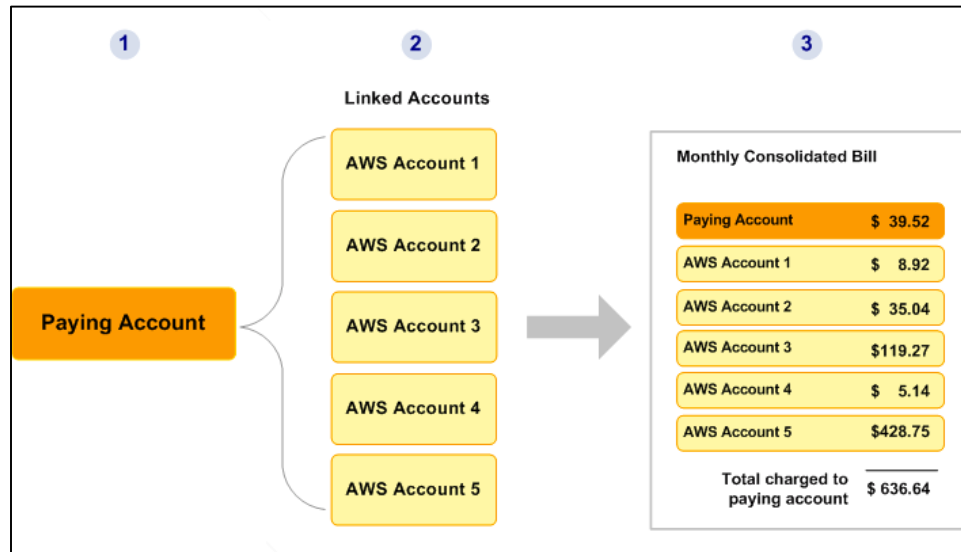 1
2
3
Linked Accounts
Paying Account
AWS Account 1
AWS Account 2
AWS Account 3
AWS Account 4
AWS Account 5
Monthly Consolidated Bill
Paying Account $ 39.52
AWS Account 1 $ 8.92
AWS Account 2 $ 35.04
AWS Account 3 $119.27
AWS Account 4 $ 5.14
AWS Account 5 $428.75
Total charged to
paying account $ 636.64